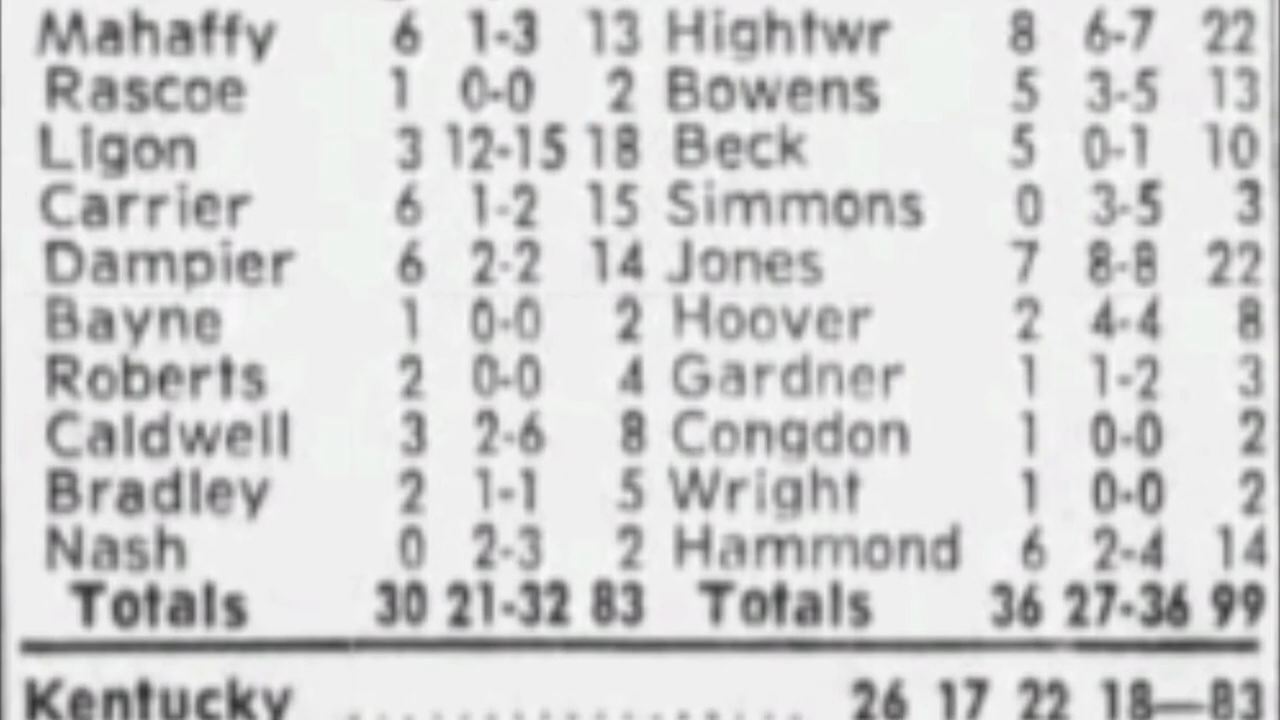 Mahaffy 6 1-3 13 Hightwr 8 6-7 22
Rascoe 1 0-0 2 Bowens 5 3-5 13
Ligon 3 12-15 18 Beck 5 0-1 10
Carrier 6 1-2 15 Simmons 0 3-5 3
Dampier 6 2-2 14 Jones 7 8-8 22
Bayne 1 0-0 2 Hoover 2 4-4 8
Roberts 2 0-0 4 Gardner 1 1-2 3
Caldwell 3 2-6 8 Congdon 1 0-0 2
Bradley 2 1-1 5 Wright 1 0-0 2
Nash 0 2-3 2 Hammond 6 2-4 14
Totals 30 21-32 83 Totals 36 27-36 99
Kentucky ................. 26 17 22 18—83